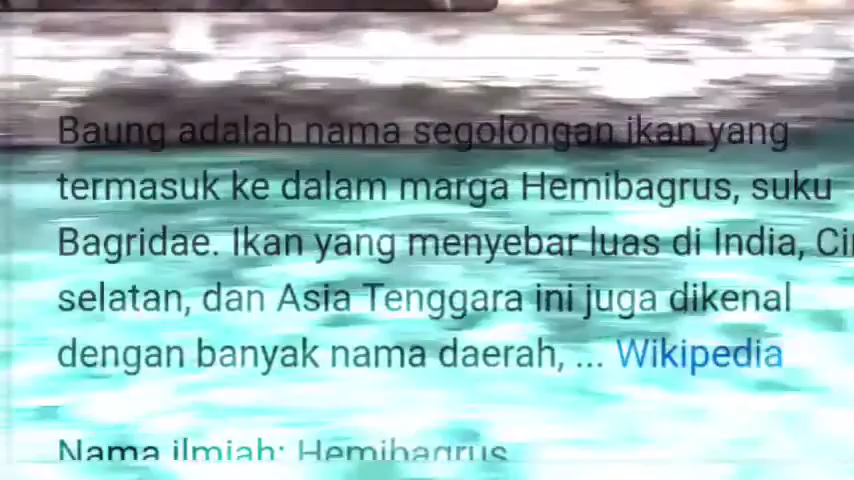 Baung adalah nama segolongan ikan yang
termasuk ke dalam marga Hemibagrus, suku
Bagridae. Ikan yang menyebar luas di India,
selatan, dan Asia Tenggara ini juga dikenal
dengan banyak nama daerah, ... Wikipedia
Nama ilmiah: Hemibagrus